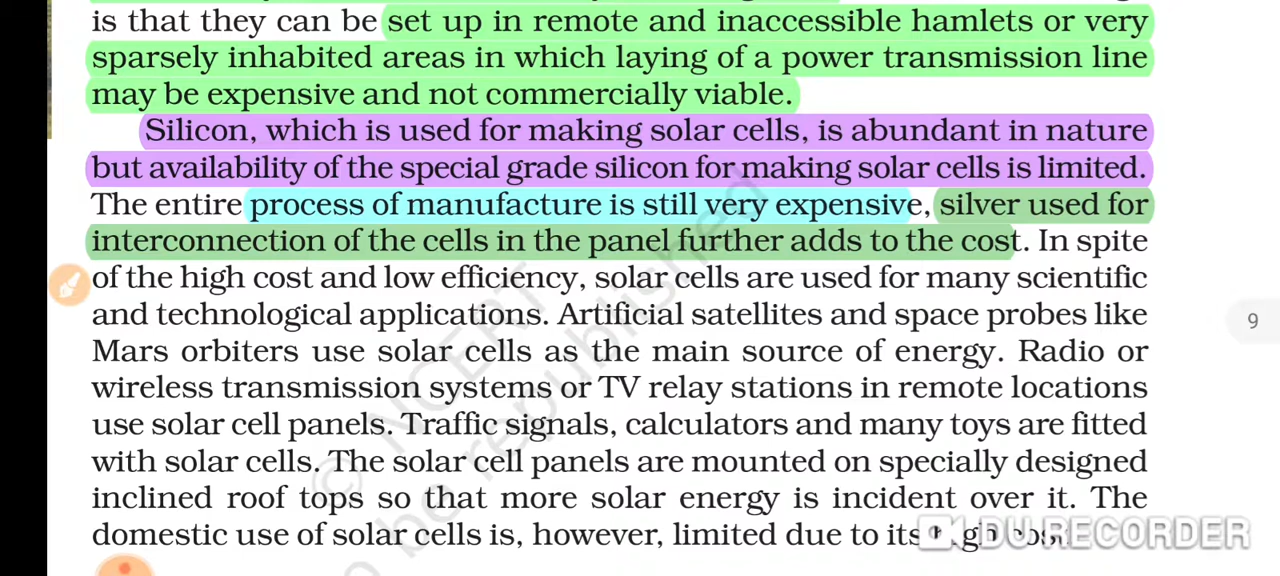 is that they can be set up in remote and inaccessible hamlets or very
sparsely inhabited areas in which laying of a power transmission line
may be expensive and not commercially viable.
Silicon, which is used for making solar cells, is abundant in nature
but availability of the special grade silicon for making solar cells is limited.
The entire process of manufacture is still very expensive, silver used for
interconnection of the cells in the panel further adds to the cost. In spite
of the high cost and low efficiency, solar cells are used for many scientific
and technological applications. Artificial satellites and space probes like
Mars orbiters use solar cells as the main source of energy. Radio or
wireless transmission systems or TV relay stations in remote locations
use solar cell panels. Traffic signals, calculators and many toys are fitted
with solar cells. The solar cell panels are mounted on specially designed
inclined roof tops so that more solar energy is incident over it. The
domestic use of solar cells is, however, limited due to its
9
© NCERT
be republished
DU RECORDER